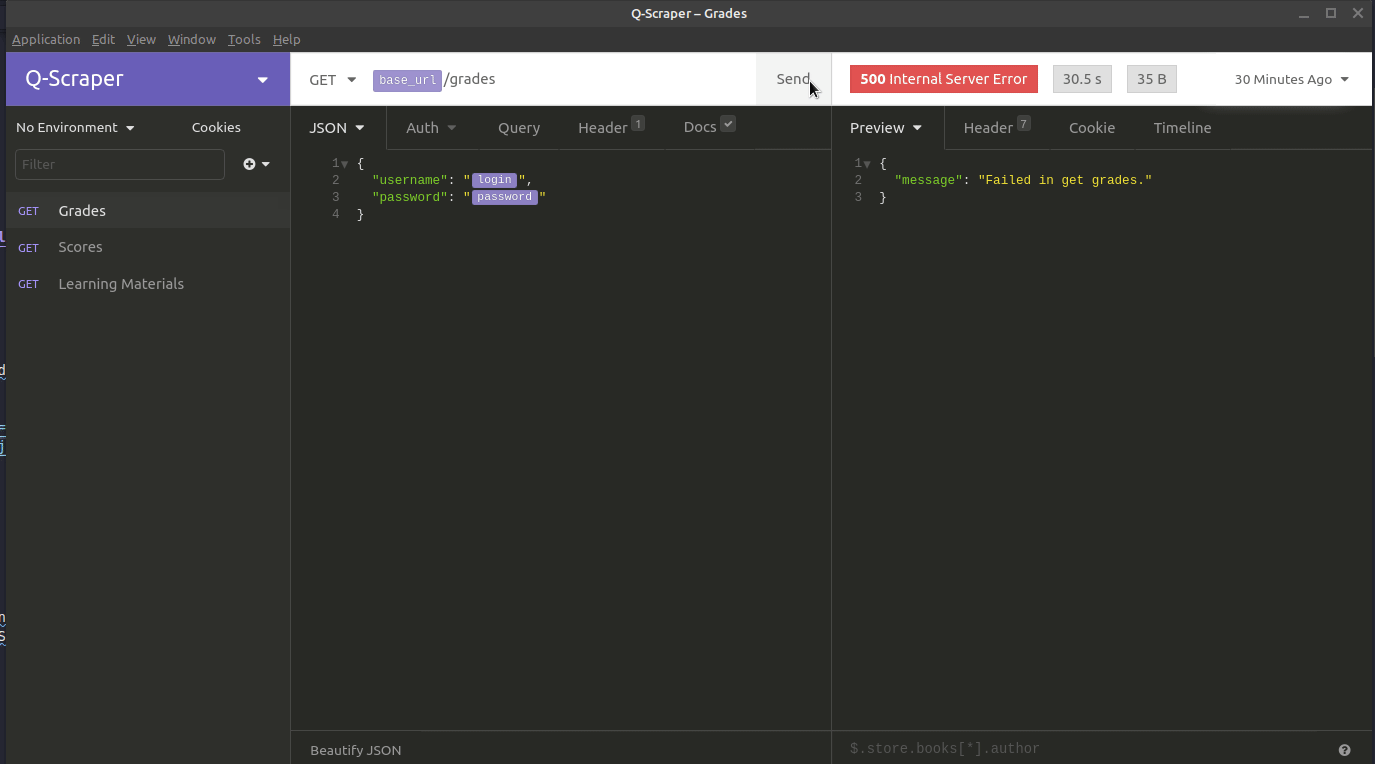 Q-Scraper – Grades
Application Edit View Window Tools Help
Q-Scraper
GET base_url/grades Send
500 Internal Server Error 30.5 s 35 B 30 Minutes Ago
No Environment Cookies
JSON Auth Query Header 1 Docs
Preview Header 7 Cookie Timeline
Filter
GET Grades
GET Scores
GET Learning Materials
1 {
2 "username": "login",
3 "password": "password"
4 }
1 {
2 "message": "Failed in get grades."
3 }
Beautify JSON
$.store.books[*].author